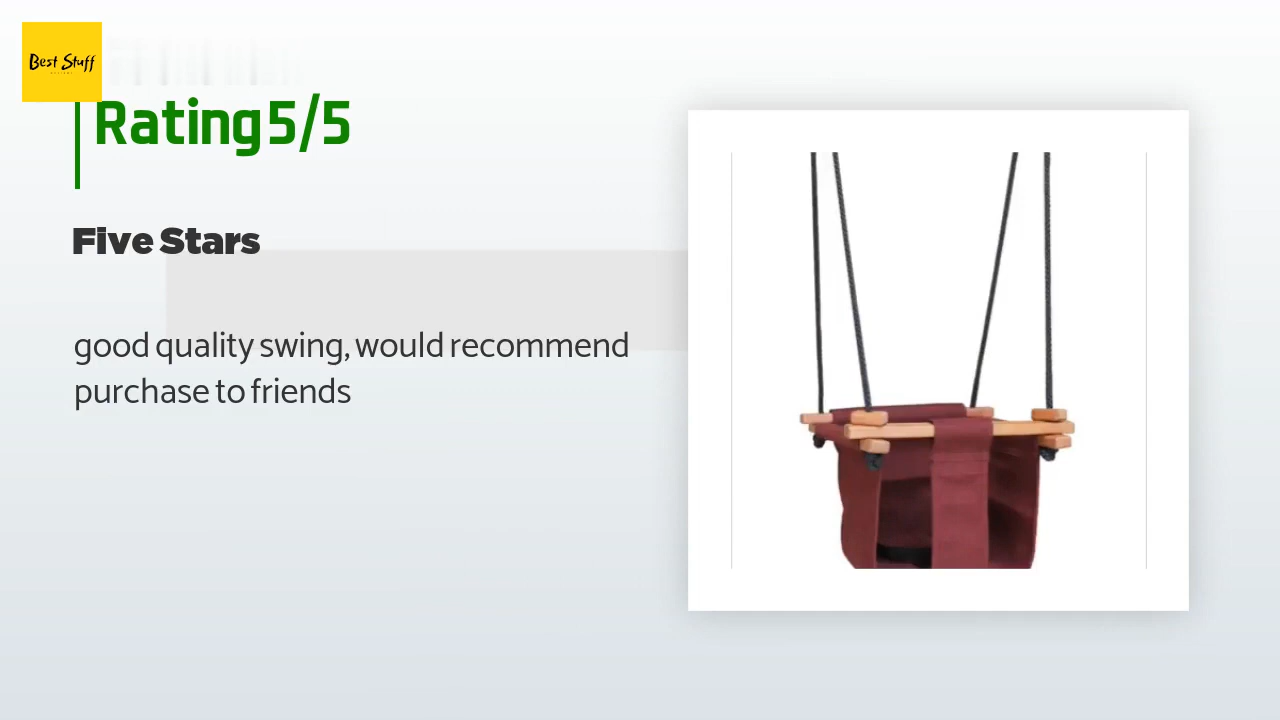 Best Stuff
Rating 5/5
Five Stars
good quality swing, would recommend
purchase to friends